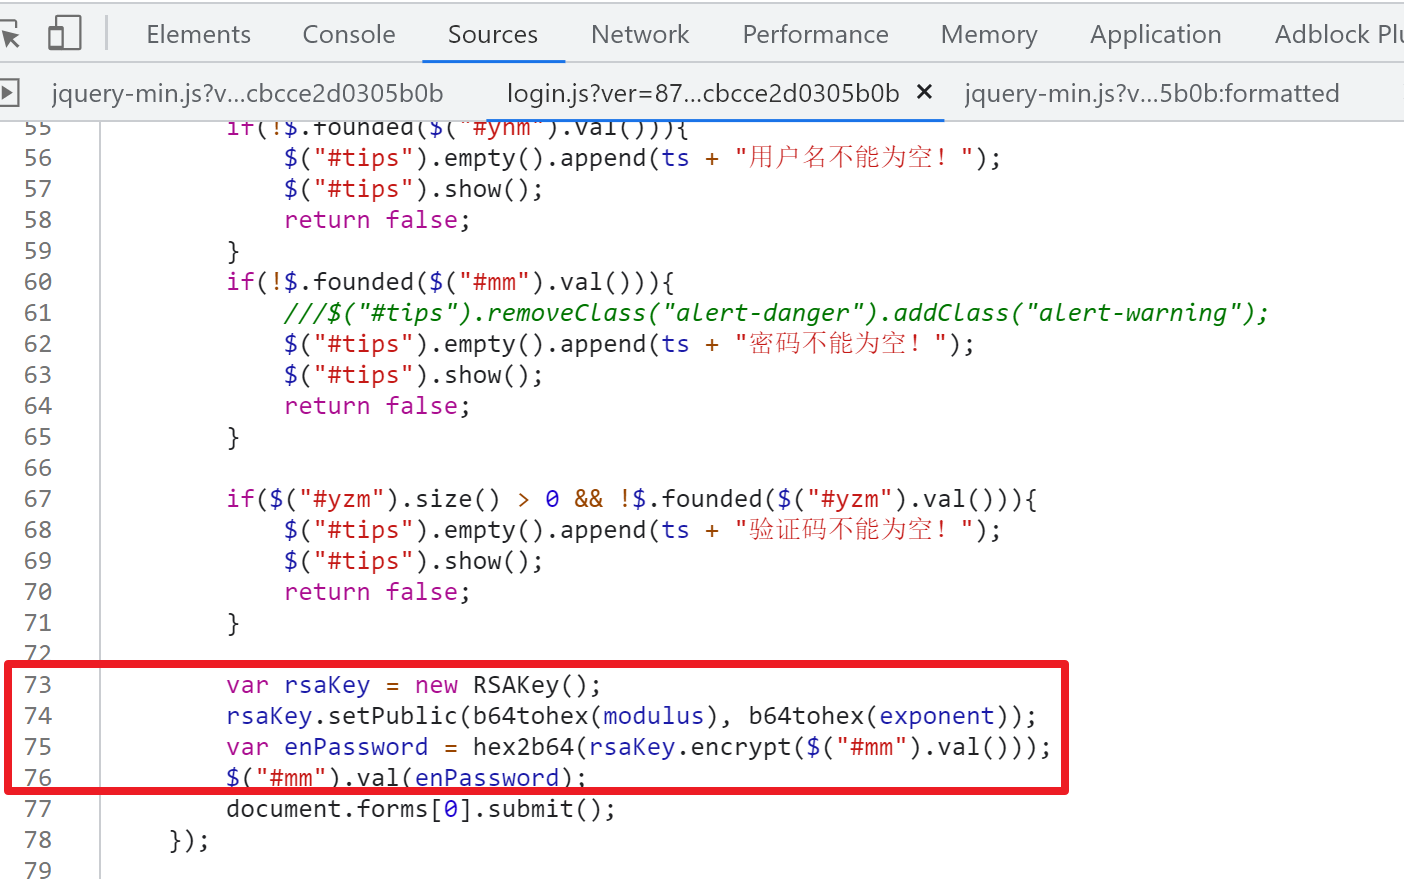 Elements Console Sources Network Performance Memory Application Adblock Plu
jquery-min.js?v...cbcce2d0305b0b login.js?ver=87...cbcce2d0305b0b × jquery-min.js?v...5b0b:formatted
55 if(!$.founded($("#yhm").val())){
56 $("#tips").empty().append(ts + "用户名不能为空！");
57 $("#tips").show();
58 return false;
59 }
60 if(!$.founded($("#mm").val())){
61 ///$("#tips").removeClass("alert-danger").addClass("alert-warning");
62 $("#tips").empty().append(ts + "密码不能为空！");
63 $("#tips").show();
64 return false;
65 }
66
67 if($("#yzm").size() > 0 && !$.founded($("#yzm").val())){
68 $("#tips").empty().append(ts + "验证码不能为空！");
69 $("#tips").show();
70 return false;
71 }
72
73 var rsaKey = new RSAKey();
74 rsaKey.setPublic(b64tohex(modulus), b64tohex(exponent));
75 var enPassword = hex2b64(rsaKey.encrypt($("#mm").val()));
76 $("#mm").val(enPassword);
77 document.forms[0].submit();
78 });
79